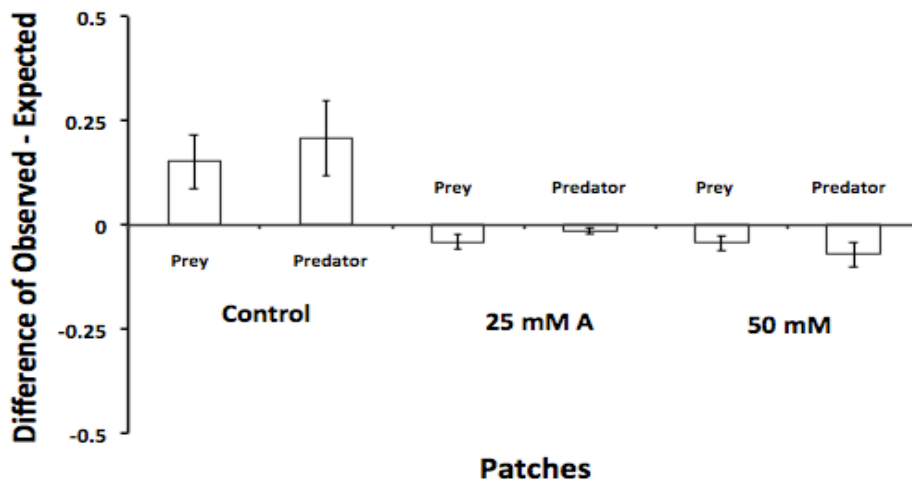 Difference of Observed - Expected
0.5
0.25
0
-0.25
-0.5
Prey Predator Prey Predator
Prey Predator
Control 25 mM A 50 mM
Patches